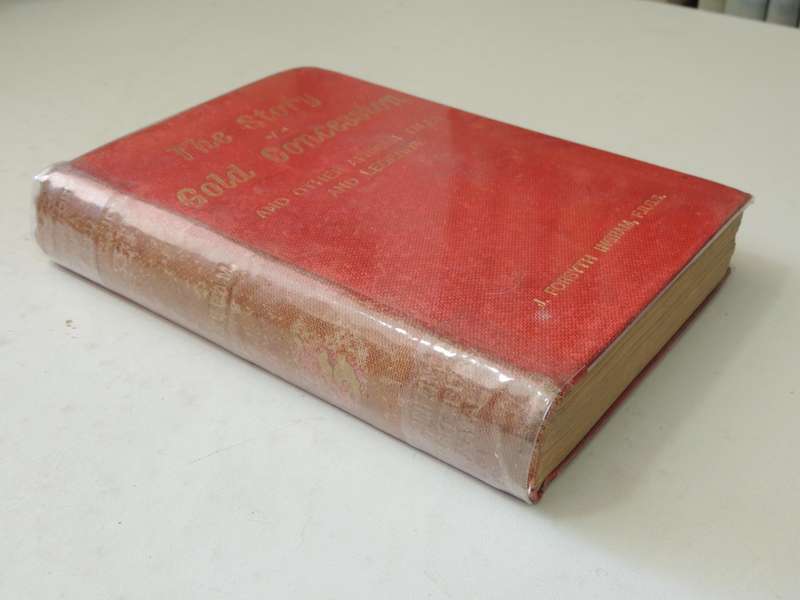 The Story
of a
Gold Concession
AND OTHER AFRICAN TALES
AND LEGENDS
J. FORSYTH INGRAM, F.R.G.S.